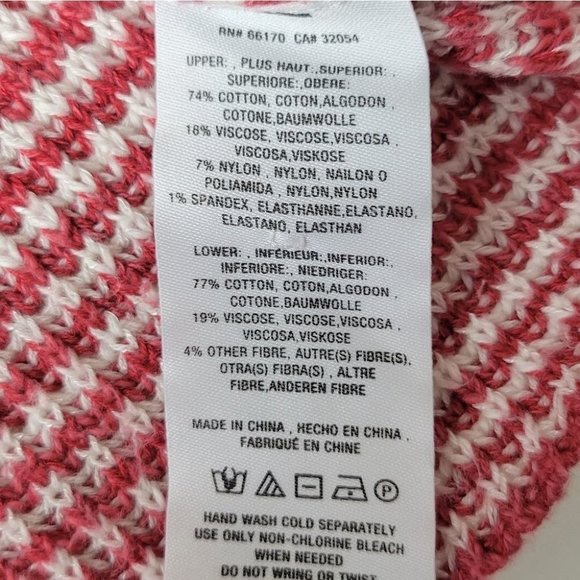 RN# 66170 CA# 32054
UPPER: , PLUS HAUT:,SUPERIOR: ,
SUPERIORE:,OBERE:
74% COTTON, COTON,ALGODON ,
COTONE,BAUMWOLLE
18% VISCOSE, VISCOSE,VISCOSA ,
VISCOSA,VISKOSE
7% NYLON , NYLON, NAILON O
POLIAMIDA , NYLON,NYLON
1% SPANDEX, ELASTHANNE,ELASTANO,
ELASTANO, ELASTHAN
LOWER: , INFÉRIEUR:,INFERIOR: ,
INFERIORE:, NIEDRIGER:
77% COTTON, COTON,ALGODON ,
COTONE,BAUMWOLLE
19% VISCOSE, VISCOSE,VISCOSA ,
VISCOSA,VISKOSE
4% OTHER FIBRE, AUTRE(S) FIBRE(S),
OTRA(S) FIBRA(S) , ALTRE
FIBRE,ANDEREN FIBRE
MADE IN CHINA , HECHO EN CHINA ,
FABRIQUÉ EN CHINE
P
HAND WASH COLD SEPARATELY
USE ONLY NON-CHLORINE BLEACH
WHEN NEEDED
DO NOT WRING OR TWIST